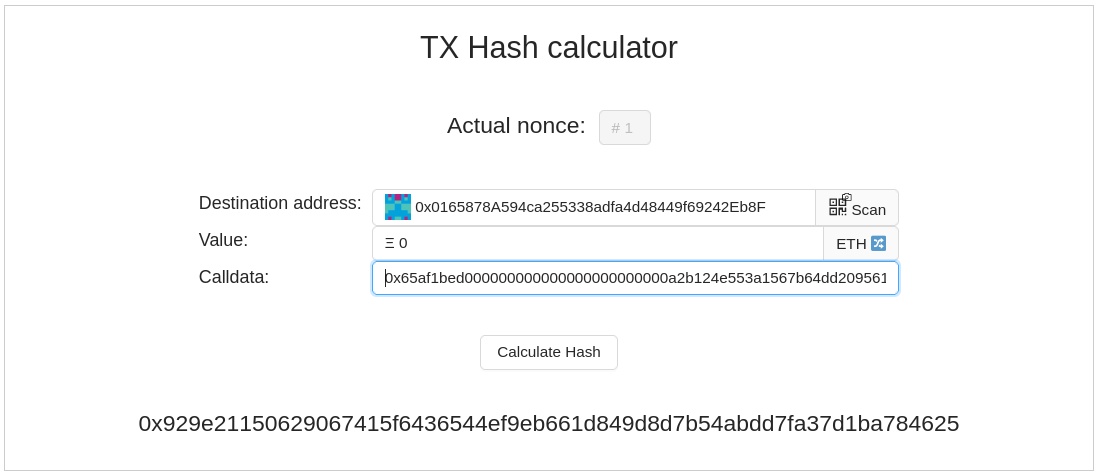 TX Hash calculator
Actual nonce: # 1
Destination address: 0x0165878A594ca255338adfa4d48449f69242Eb8F Scan
Value: Ξ 0 ETH
Calldata: 0x65af1bed000000000000000000000000a2b124e553a1567b64dd209561
Calculate Hash
0x929e21150629067415f6436544ef9eb661d849d8d7b54abdd7fa37d1ba784625